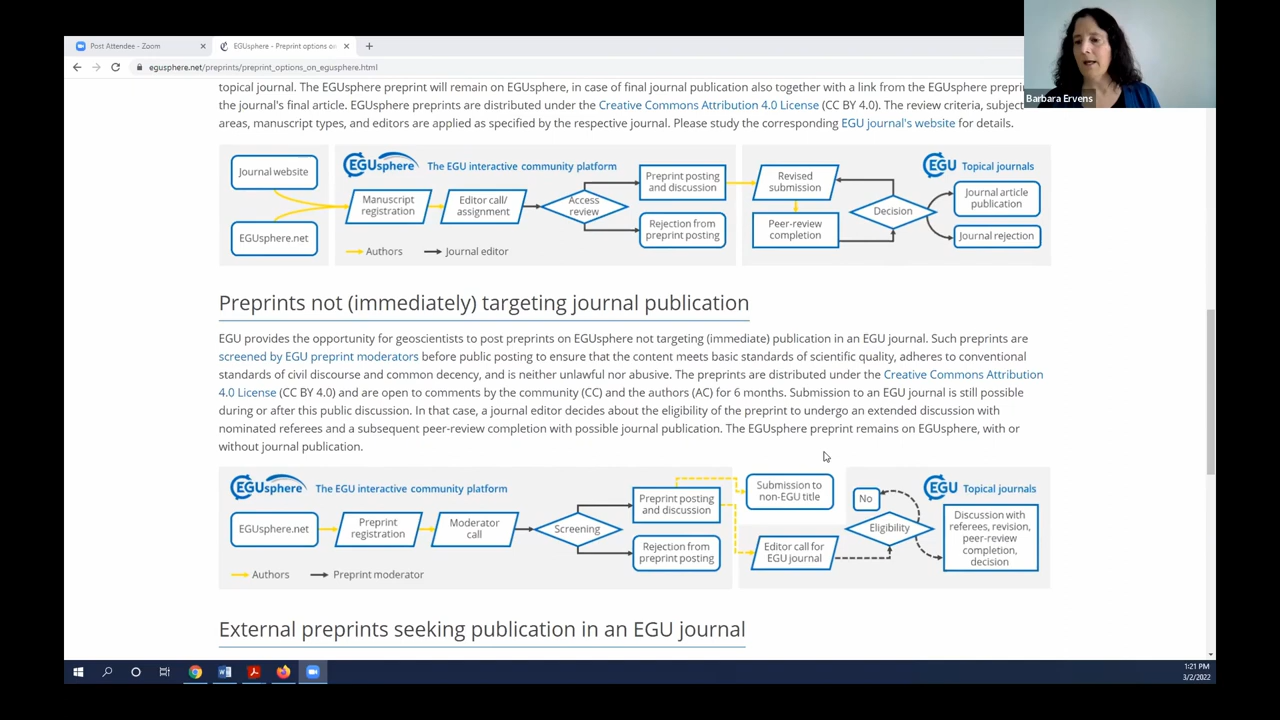 Post Attendee - Zoom
EGUsphere - Preprint options on
egusphere.net/preprints/preprint_options_on_egusphere.html
Barbara Ervens
topical journal. The EGUsphere preprint will remain on EGUsphere, in case of final journal publication also together with a link from the EGUsphere
the journal's final article. EGUsphere preprints are distributed under the Creative Commons Attribution 4.0 License (CC BY 4.0). The review criteria, subject
areas, manuscript types, and editors are applied as specified by the respective journal. Please study the corresponding EGU journal's website for details.
Journal website
EGUsphere.net
EGUsphere The EGU interactive community platform
Manuscript
registration
Editor call/
assignment
Access
review
Preprint posting
and discussion
Rejection from
preprint posting
Authors
Journal editor
EGU Topical journals
Revised
submission
Peer-review
completion
Decision
Journal article
publication
Journal rejection
Preprints not (immediately) targeting journal publication
EGU provides the opportunity for geoscientists to post preprints on EGUsphere not targeting (immediate) publication in an EGU journal. Such preprints are
screened by EGU preprint moderators before public posting to ensure that the content meets basic standards of scientific quality, adheres to conventional
standards of civil discourse and common decency, and is neither unlawful nor abusive. The preprints are distributed under the Creative Commons Attribution
4.0 License (CC BY 4.0) and are open to comments by the community (CC) and the authors (AC) for 6 months. Submission to an EGU journal is still possible
during or after this public discussion. In that case, a journal editor decides about the eligibility of the preprint to undergo an extended discussion with
nominated referees and a subsequent peer-review completion with possible journal publication. The EGUsphere preprint remains on EGUsphere, with or
without journal publication.
EGUsphere The EGU interactive community platform
EGUsphere.net
Preprint
registration
Moderator
call
Screening
Preprint posting
and discussion
Rejection from
preprint posting
Authors
Preprint moderator
Submission to
non-EGU title
Editor call for
EGU journal
No
Eligibility
EGU Topical journals
Discussion with
referees, revision,
peer-review
completion,
decision
External preprints seeking publication in an EGU journal
1:21 PM
3/2/2022